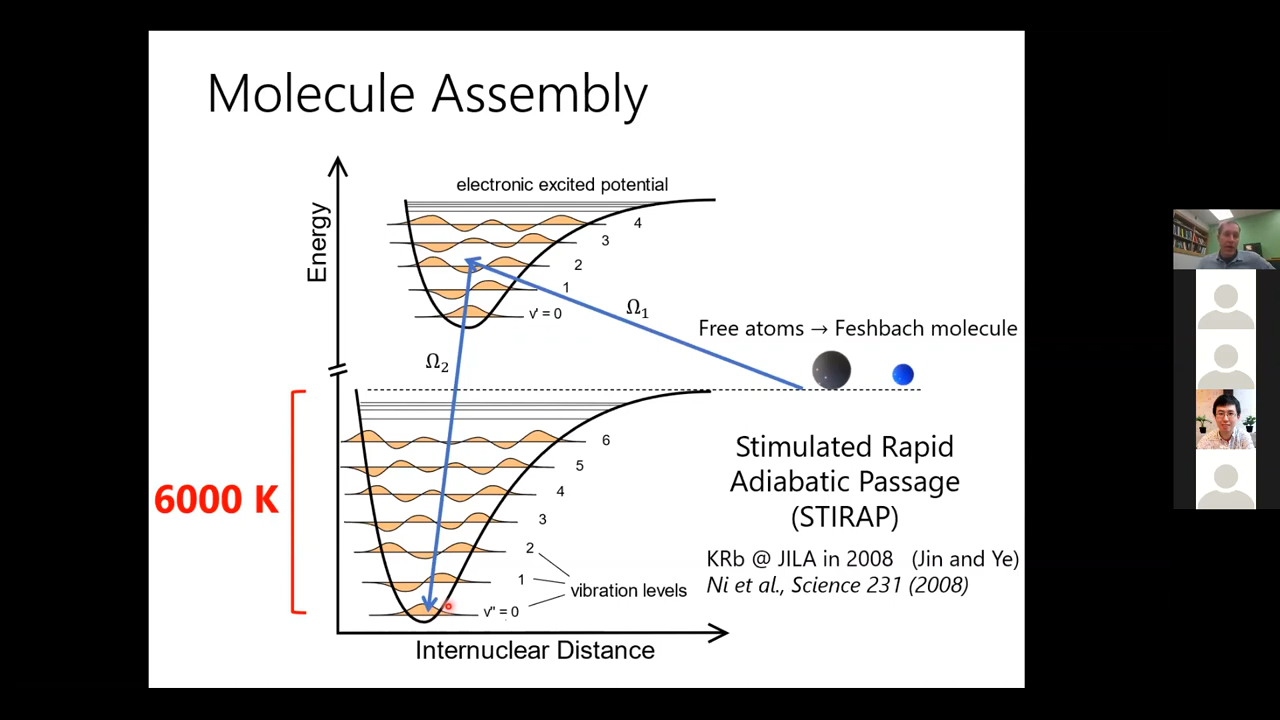 Molecule Assembly
Energy
electronic excited potential
4
3
2
1
v' = 0
Ω₁
Ω₂
Free atoms → Feshbach molecule
6000 K
6
5
4
3
2
1
v'' = 0
vibration levels
Stimulated Rapid
Adiabatic Passage
(STIRAP)
KRb @ JILA in 2008 (Jin and Ye)
Ni et al., Science 231 (2008)
Internuclear Distance